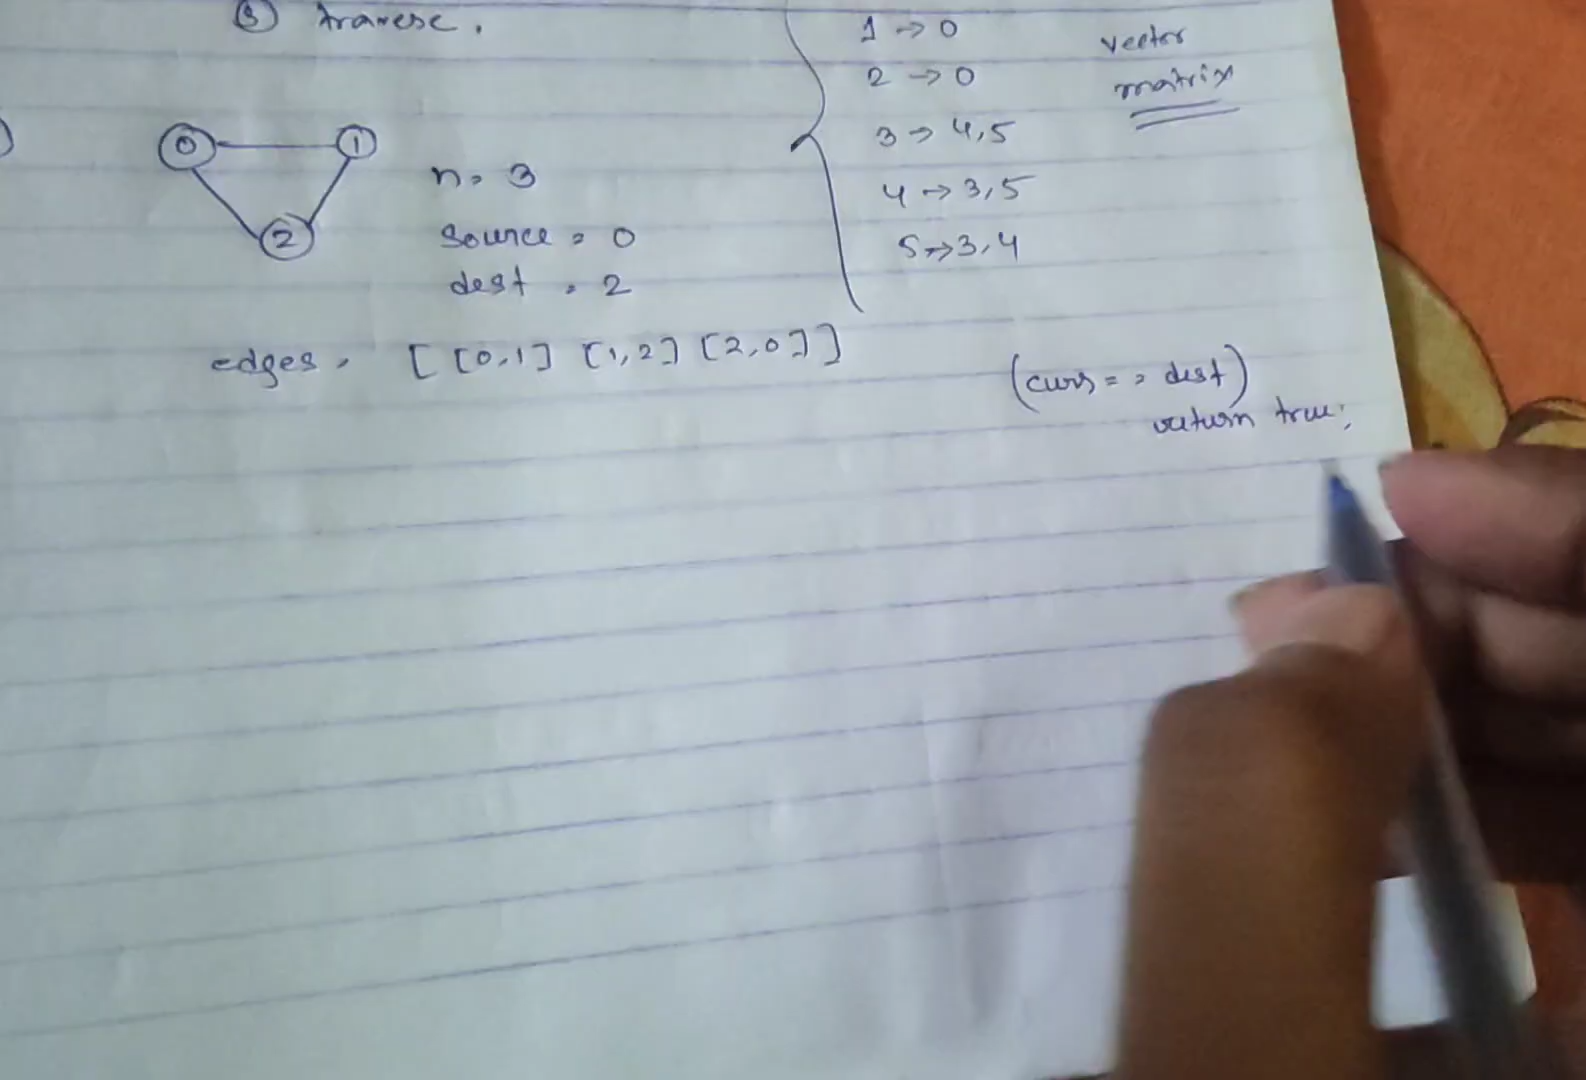 ③ travese.
0 1
2
n = 3
source = 0
dest = 2
edges = [ [0,1] [1,2] [2,0] ]
1 → 0
2 → 0
3 → 4,5
4 → 3,5
5 → 3,4
vector
matrix
(curr == dest)
return true;